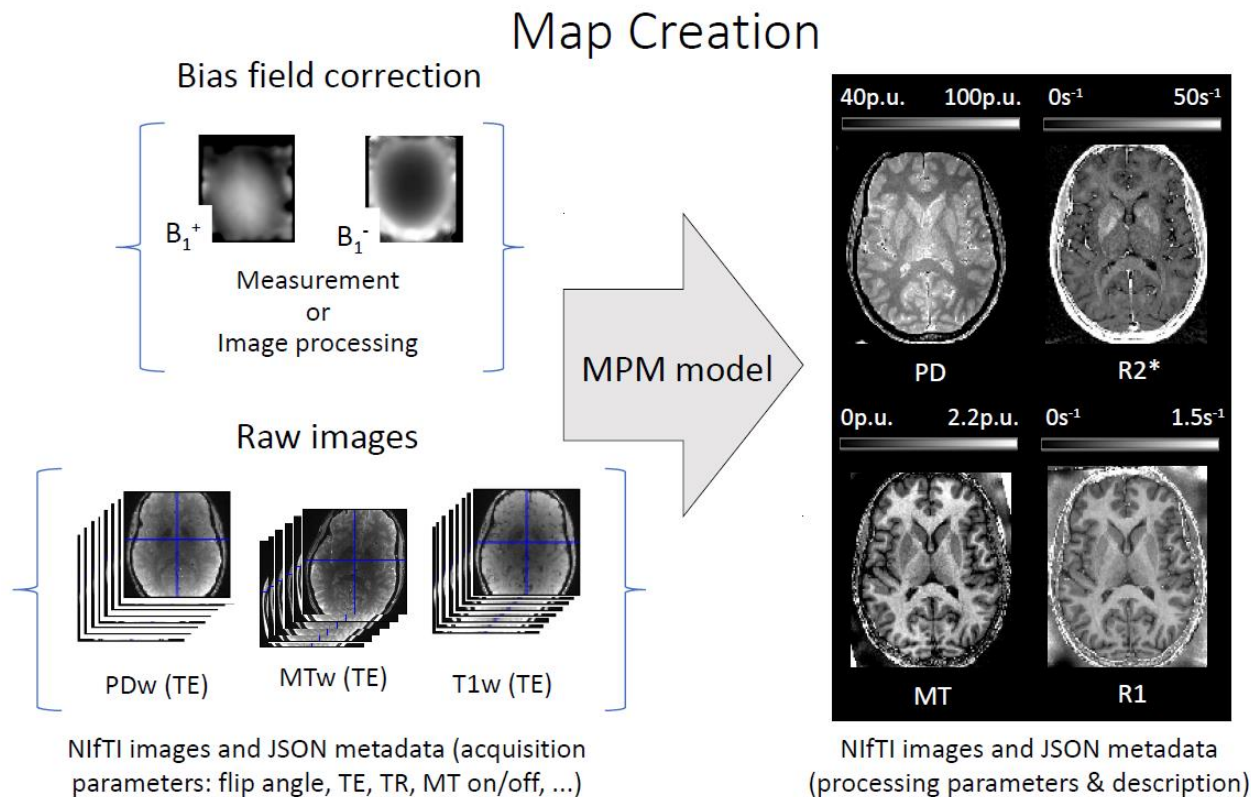 Map Creation
Bias field correction
B₁⁺
B₁⁻
Measurement
or
Image processing
Raw images
PDw (TE)
MTw (TE)
T1w (TE)
NIfTI images and JSON metadata (acquisition
parameters: flip angle, TE, TR, MT on/off, ...)
MPM model
40p.u. 100p.u.
0s⁻¹ 50s⁻¹
PD
R2*
0p.u. 2.2p.u.
0s⁻¹ 1.5s⁻¹
MT
R1
NIfTI images and JSON metadata
(processing parameters & description)